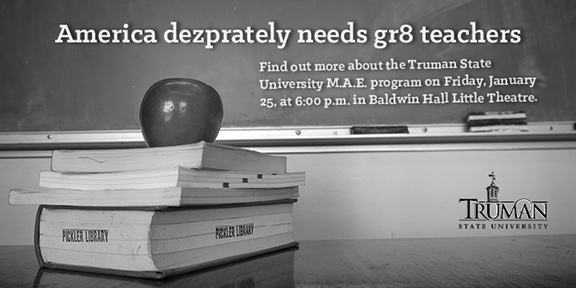 America dezprately needs gr8 teachers
Find out more about the Truman State
University M.A.E. program on Friday, January
25, at 6:00 p.m. in Baldwin Hall Little Theatre.
PICKLER LIBRARY
PICKLER LIBRARY
TRUMAN
STATE UNIVERSITY